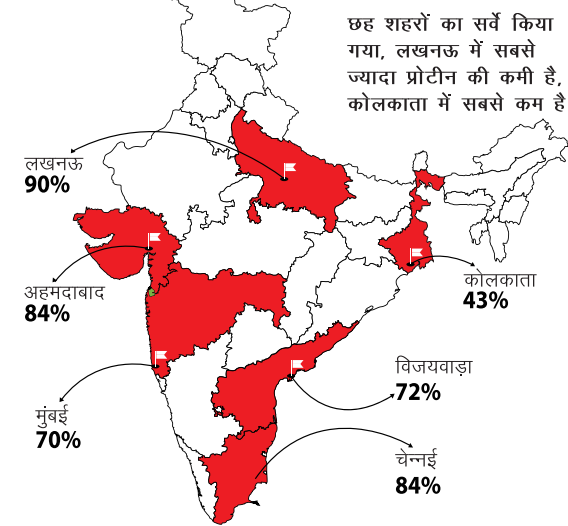 छह शहरों का सर्वे किया
गया, लखनऊ में सबसे
ज्यादा प्रोटीन की कमी है,
कोलकाता में सबसे कम है
लखनऊ
90%
अहमदाबाद
84%
कोलकाता
43%
विजयवाड़ा
72%
मुंबई
70%
चेन्नई
84%